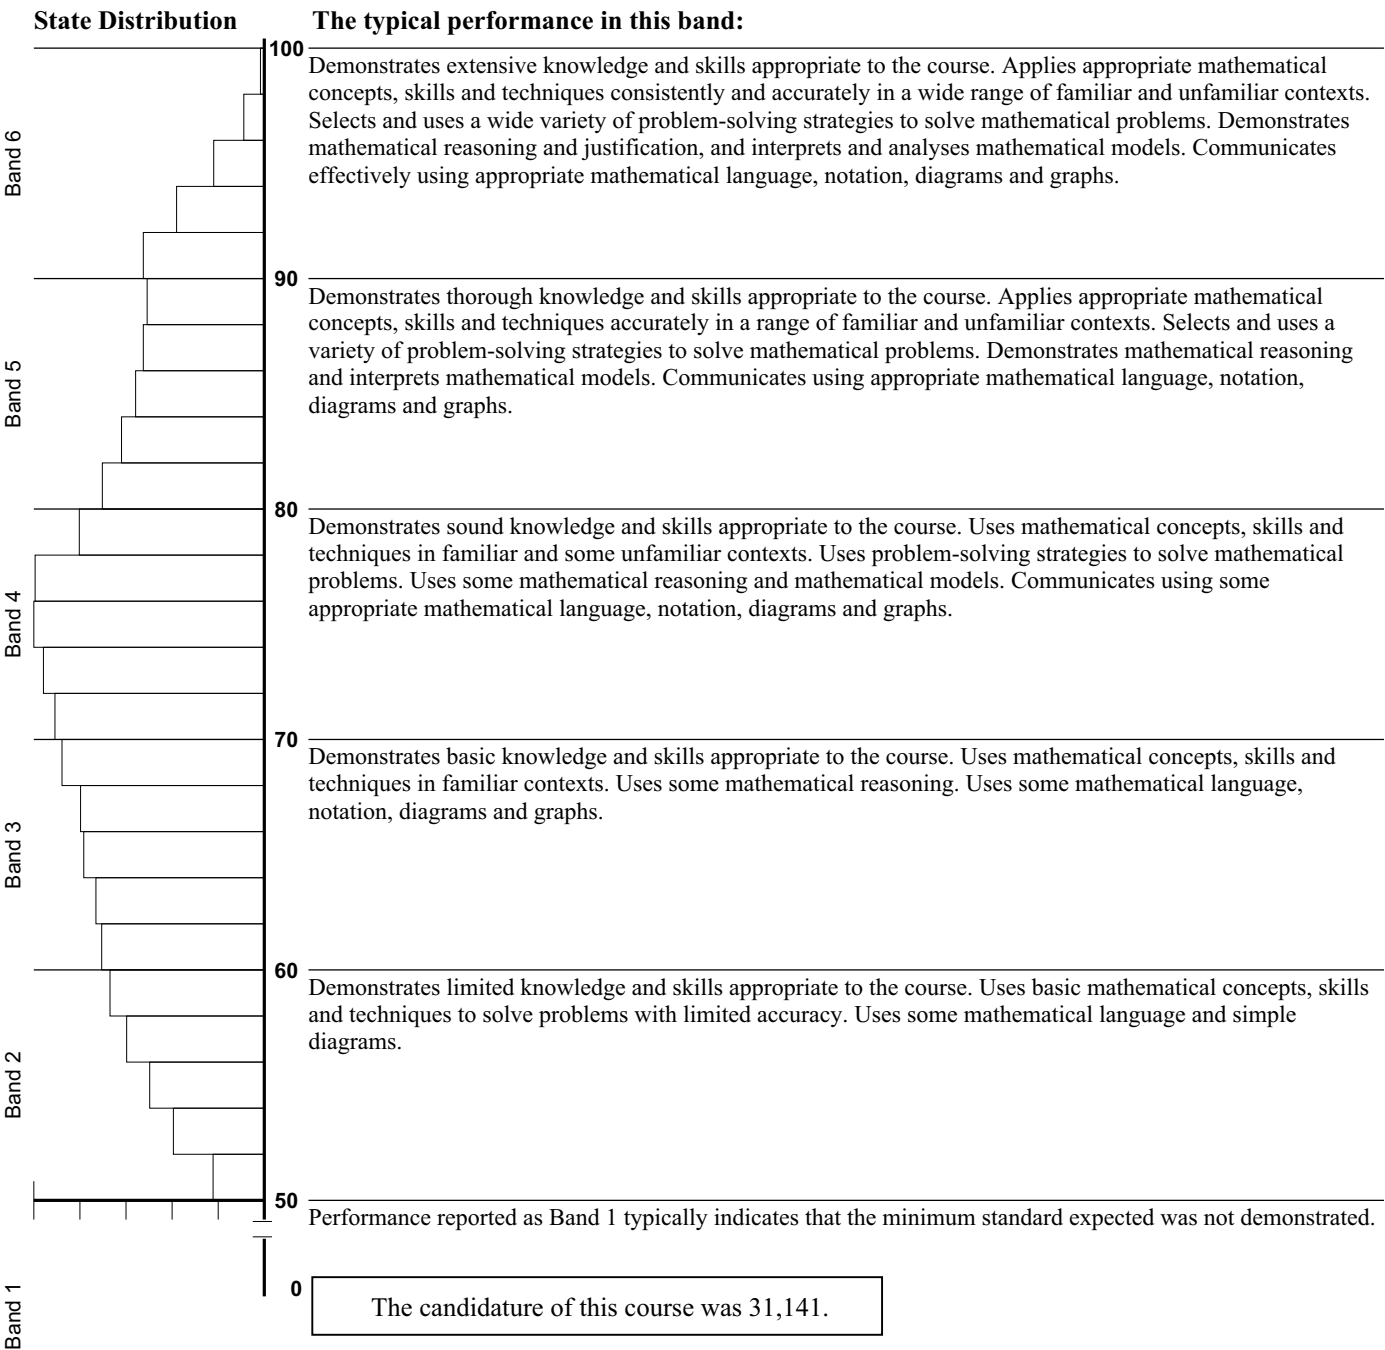 State Distribution
The typical performance in this band:
100
Band 6
Demonstrates extensive knowledge and skills appropriate to the course. Applies appropriate mathematical
concepts, skills and techniques consistently and accurately in a wide range of familiar and unfamiliar contexts.
Selects and uses a wide variety of problem-solving strategies to solve mathematical problems. Demonstrates
mathematical reasoning and justification, and interprets and analyses mathematical models. Communicates
effectively using appropriate mathematical language, notation, diagrams and graphs.
90
Band 5
Demonstrates thorough knowledge and skills appropriate to the course. Applies appropriate mathematical
concepts, skills and techniques accurately in a range of familiar and unfamiliar contexts. Selects and uses a
variety of problem-solving strategies to solve mathematical problems. Demonstrates mathematical reasoning
and interprets mathematical models. Communicates using appropriate mathematical language, notation,
diagrams and graphs.
80
Band 4
Demonstrates sound knowledge and skills appropriate to the course. Uses mathematical concepts, skills and
techniques in familiar and some unfamiliar contexts. Uses problem-solving strategies to solve mathematical
problems. Uses some mathematical reasoning and mathematical models. Communicates using some
appropriate mathematical language, notation, diagrams and graphs.
70
Band 3
Demonstrates basic knowledge and skills appropriate to the course. Uses mathematical concepts, skills and
techniques in familiar contexts. Uses some mathematical reasoning. Uses some mathematical language,
notation, diagrams and graphs.
60
Band 2
Demonstrates limited knowledge and skills appropriate to the course. Uses basic mathematical concepts, skills
and techniques to solve problems with limited accuracy. Uses some mathematical language and simple
diagrams.
50
Performance reported as Band 1 typically indicates that the minimum standard expected was not demonstrated.
0
Band 1
The candidature of this course was 31,141.